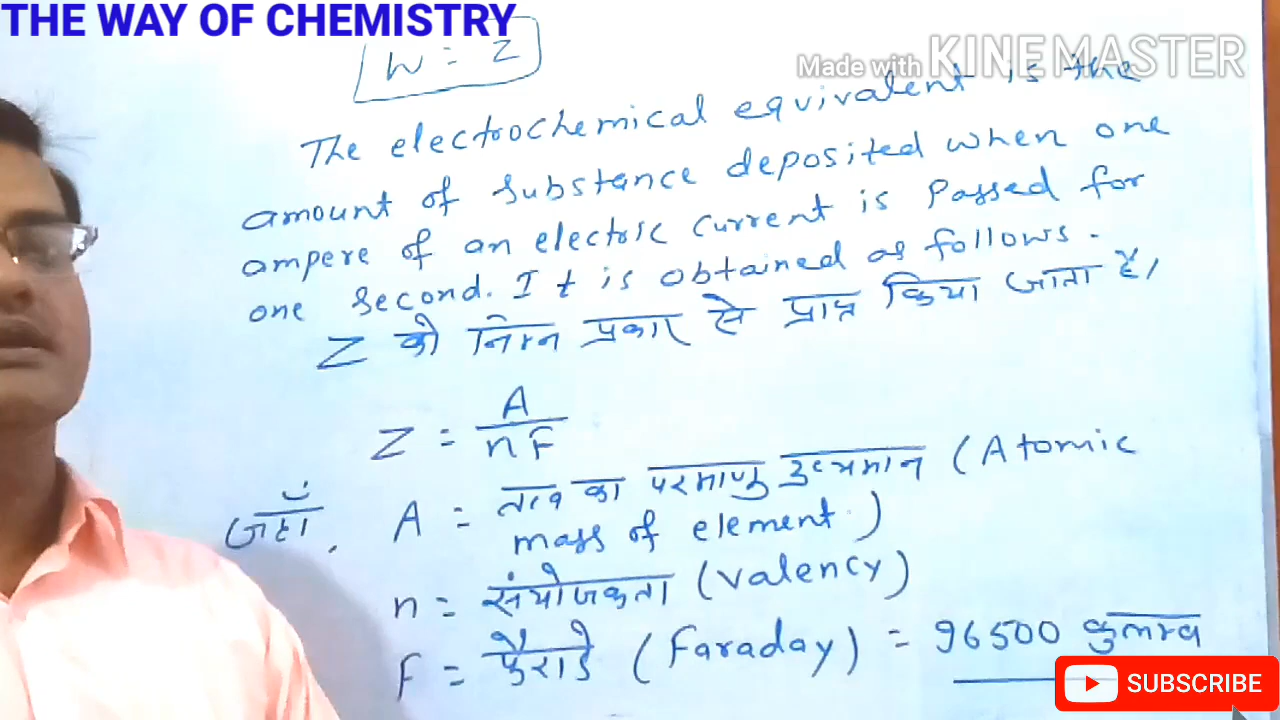 THE WAY OF CHEMISTRY
Made with KINEMASTER
W = Z
The electrochemical equivalent is the
amount of substance deposited when one
ampere of an electric current is passed for
one second. It is obtained as follows.
Z को निम्न प्रकार से प्राप्त किया जाता है,
Z = A / nF
जहाँ, A = तत्व का परमाणु द्रव्यमान (Atomic
mass of element)
n = संयोजकता (valency)
F = फैराडे (Faraday) = 96500 कुलाम्ब
SUBSCRIBE